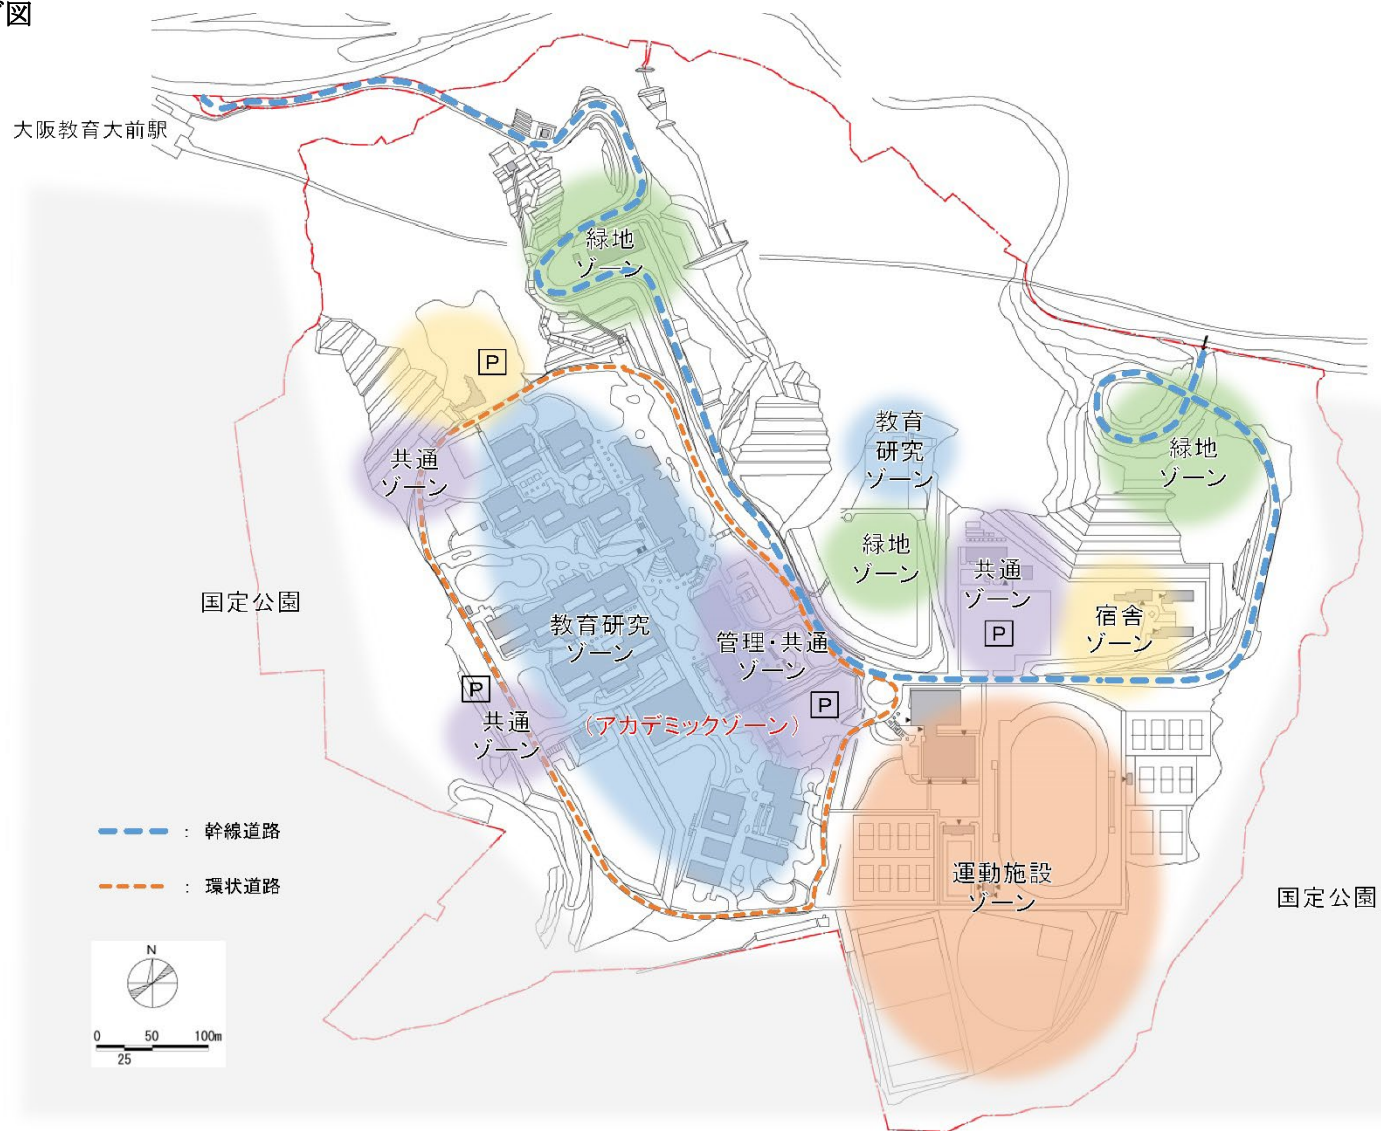 図
大阪教育大前駅
緑地
ゾーン
P
教育
研究
ゾーン
緑地
ゾーン
共通
ゾーン
緑地
ゾーン
共通
ゾーン
P
宿舎
ゾーン
国定公園
教育研究
ゾーン
管理・共通
ゾーン
P
P
共通
ゾーン
(アカデミックゾーン)
: 幹線道路
: 環状道路
運動施設
ゾーン
国定公園
N
0 50 100m
25